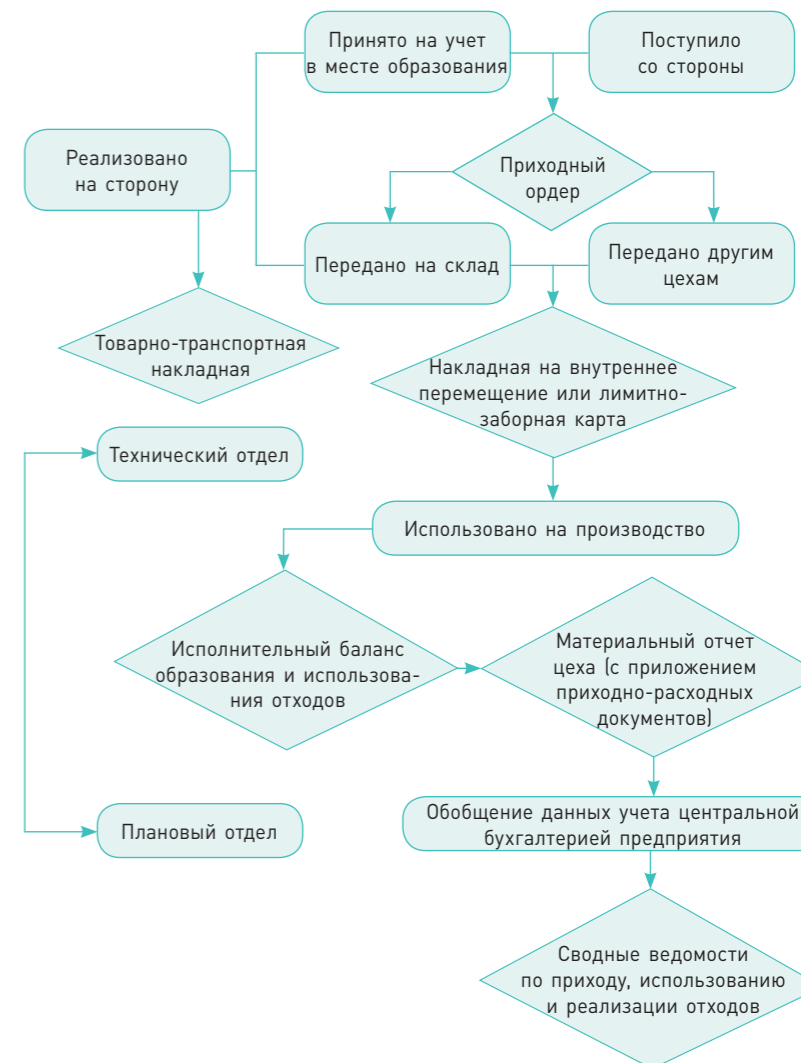 Принято на учет
в месте образования
Поступило
со стороны
Реализовано
на сторону
Приходный
ордер
Передано на склад
Передано другим
цехам
Товарно-транспортная
накладная
Накладная на внутреннее
перемещение или лимитно-
заборная карта
Технический отдел
Использовано на производство
Исполнительный баланс
образования и использова-
ния отходов
Материальный отчет
цеха (с приложением
приходно-расходных
документов)
Плановый отдел
Обобщение данных учета центральной
бухгалтерией предприятия
Сводные ведомости
по приходу, использованию
и реализации отходов